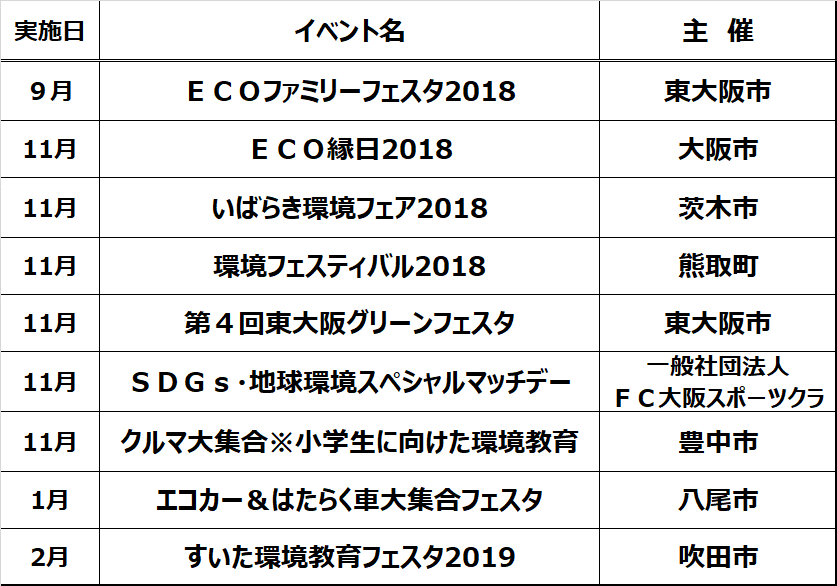 実施日 イベント名 主 催
９月 ＥＣＯファミリーフェスタ2018 東大阪市
11月 ＥＣＯ縁日2018 大阪市
11月 いばらき環境フェア2018 茨木市
11月 環境フェスティバル2018 熊取町
11月 第４回東大阪グリーンフェスタ 東大阪市
11月 ＳＤＧｓ・地球環境スペシャルマッチデー 一般社団法人
ＦＣ大阪スポーツクラ
11月 クルマ大集合※小学生に向けた環境教育 豊中市
1月 エコカー＆はたらく車大集合フェスタ 八尾市
2月 すいた環境教育フェスタ2019 吹田市